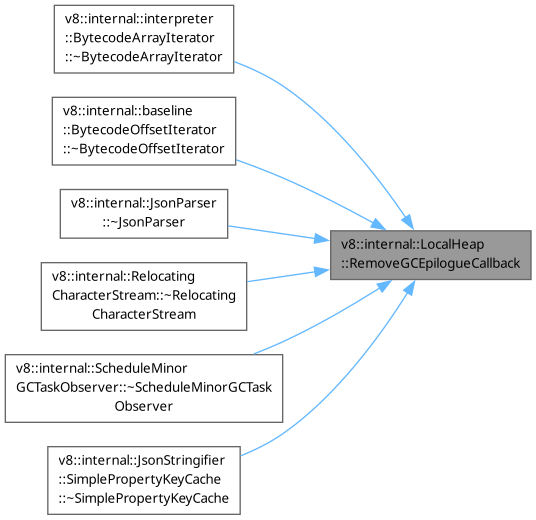 v8::internal::interpreter
::BytecodeArrayIterator
::~BytecodeArrayIterator
v8::internal::baseline
::BytecodeOffsetIterator
::~BytecodeOffsetIterator
v8::internal::JsonParser
::~JsonParser
v8::internal::LocalHeap
::RemoveGCEpilogueCallback
v8::internal::Relocating
CharacterStream::~Relocating
CharacterStream
v8::internal::ScheduleMinor
GCTaskObserver::~ScheduleMinorGCTask
Observer
v8::internal::JsonStringifier
::SimplePropertyKeyCache
::~SimplePropertyKeyCache